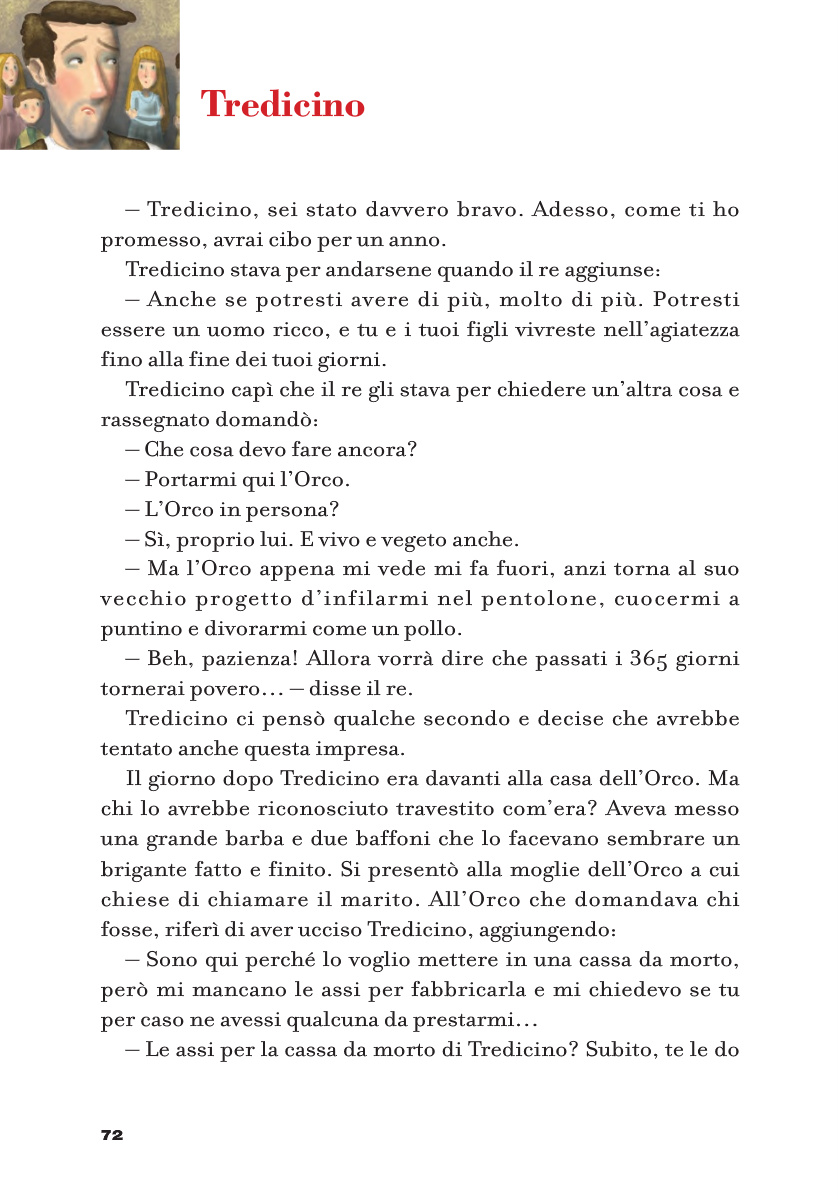 Tredicino
– Tredicino, sei stato davvero bravo. Adesso, come ti ho
promesso, avrai cibo per un anno.
Tredicino stava per andarsene quando il re aggiunse:
– Anche se potresti avere di più, molto di più. Potresti
essere un uomo ricco, e tu e i tuoi figli vivreste nell’agiatezza
fino alla fine dei tuoi giorni.
Tredicino capì che il re gli stava per chiedere un’altra cosa e
rassegnato domandò:
– Che cosa devo fare ancora?
– Portarmi qui l’Orco.
– L’Orco in persona?
– Sì, proprio lui. E vivo e vegeto anche.
– Ma l’Orco appena mi vede mi fa fuori, anzi torna al suo
vecchio progetto d’infilarmi nel pentolone, cuocermi a
puntino e divorarmi come un pollo.
– Beh, pazienza! Allora vorrà dire che passati i 365 giorni
tornerai povero… – disse il re.
Tredicino ci pensò qualche secondo e decise che avrebbe
tentato anche questa impresa.
Il giorno dopo Tredicino era davanti alla casa dell’Orco. Ma
chi lo avrebbe riconosciuto travestito com’era? Aveva messo
una grande barba e due baffoni che lo facevano sembrare un
brigante fatto e finito. Si presentò alla moglie dell’Orco a cui
chiese di chiamare il marito. All’Orco che domandava chi
fosse, riferì di aver ucciso Tredicino, aggiungendo:
– Sono qui perché lo voglio mettere in una cassa da morto,
però mi mancano le assi per fabbricarla e mi chiedevo se tu
per caso ne avessi qualcuna da prestarmi…
– Le assi per la cassa da morto di Tredicino? Subito, te le do
72